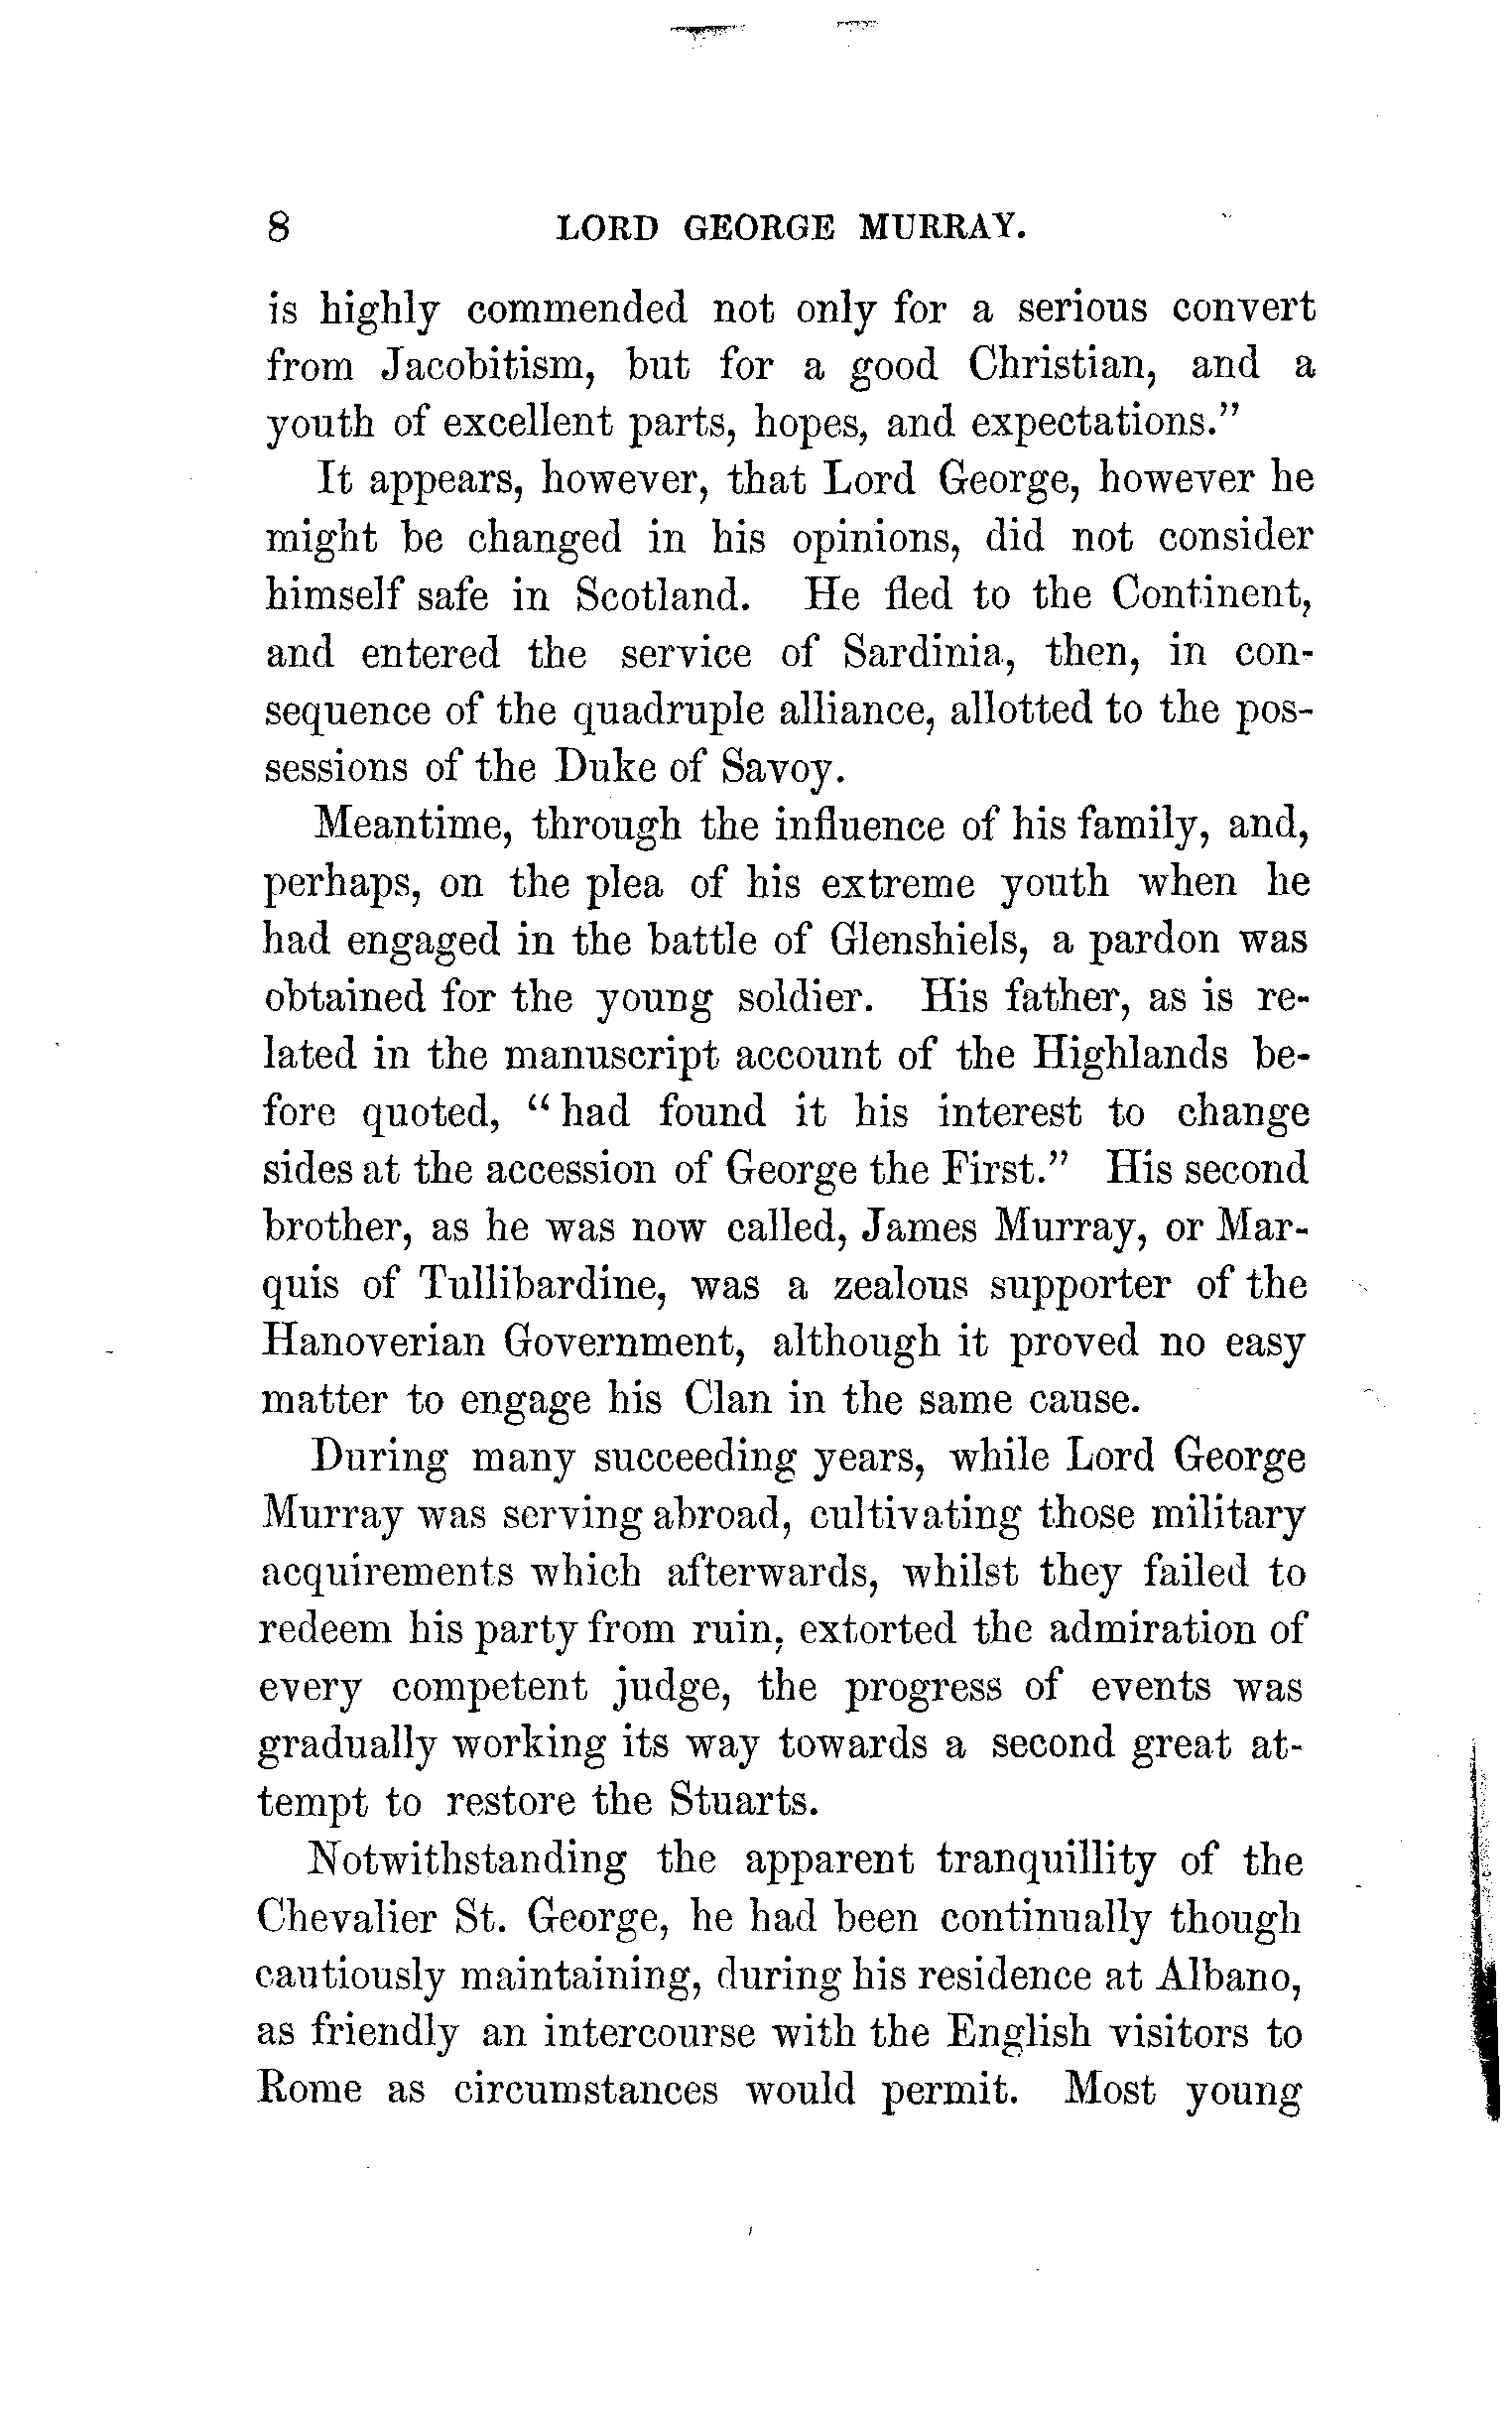 8 LORD GEORGE MURRAY.
is highly commended not only for a serious convert
from Jacobitism, but for a good Christian, and a
youth of excellent parts, hopes, and expectations.”
It appears, however, that Lord George, however he
might be changed in his opinions, did not consider
himself safe in Scotland. He fled to the Continent,
and entered the service of Sardinia, then, in con-
sequence of the quadruple alliance, allotted to the pos-
sessions of the Duke of Savoy.
Meantime, through the influence of his family, and,
perhaps, on the plea of his extreme youth when he
had engaged in the battle of Glenshiels, a pardon was
obtained for the young soldier. His father, as is re-
lated in the manuscript account of the Highlands be-
fore quoted, “had found it his interest to change
sides at the accession of George the First.” His second
brother, as he was now called, James Murray, or Mar-
quis of Tullibardine, was a zealous supporter of the
Hanoverian Government, although it proved no easy
matter to engage his Clan in the same cause.
During many succeeding years, while Lord George
Murray was serving abroad, cultivating those military
acquirements which afterwards, whilst they failed to
redeem his party from ruin, extorted the admiration of
every competent judge, the progress of events was
gradually working its way towards a second great at-
tempt to restore the Stuarts.
Notwithstanding the apparent tranquillity of the
Chevalier St. George, he had been continually though
cautiously maintaining, during his residence at Albano,
as friendly an intercourse with the English visitors to
Rome as circumstances would permit. Most young